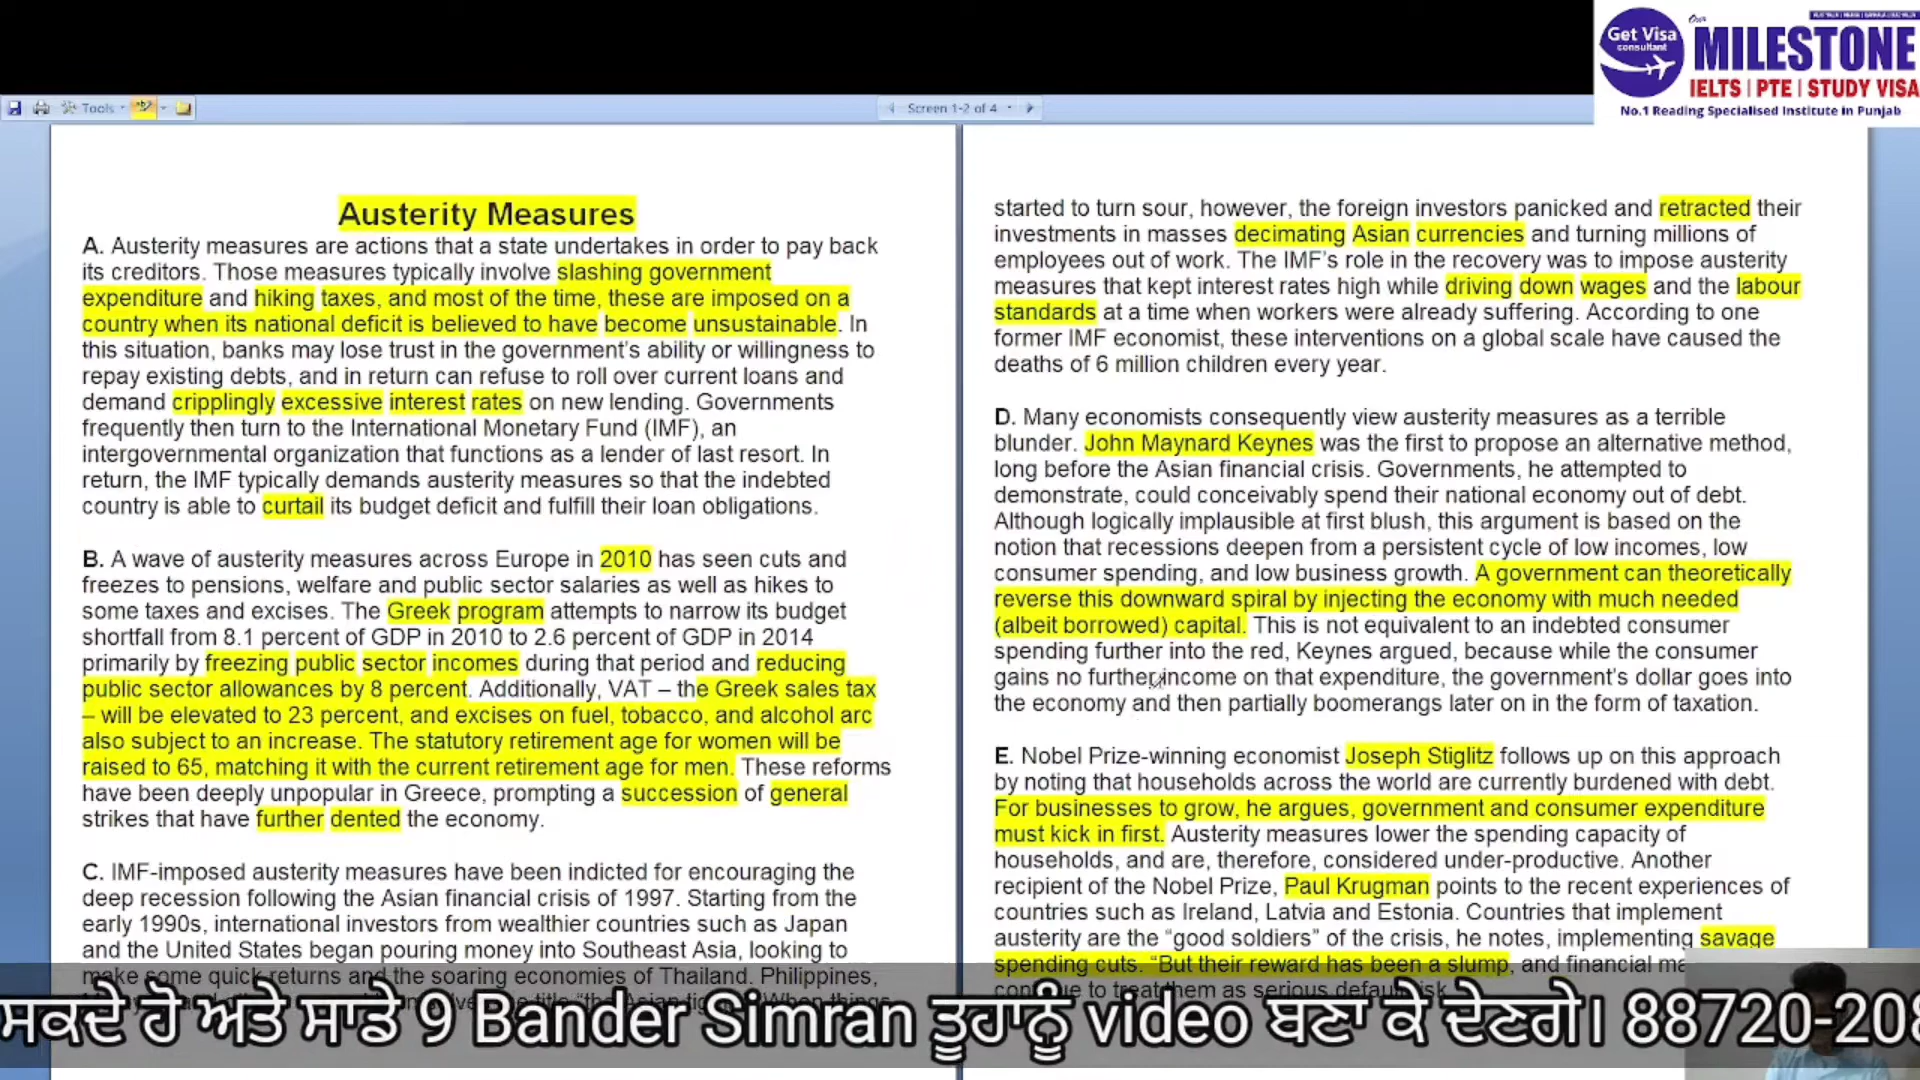 Get Visa
consultant
Our
MILESTONE
IELTS | PTE | STUDY VISA
No.1 Reading Specialised Institute in Punjab
Tools
Screen 1-2 of 4
Austerity Measures
A. Austerity measures are actions that a state undertakes in order to pay back
its creditors. Those measures typically involve slashing government
expenditure and hiking taxes, and most of the time, these are imposed on a
country when its national deficit is believed to have become unsustainable. In
this situation, banks may lose trust in the government's ability or willingness to
repay existing debts, and in return can refuse to roll over current loans and
demand cripplingly excessive interest rates on new lending. Governments
frequently then turn to the International Monetary Fund (IMF), an
intergovernmental organization that functions as a lender of last resort. In
return, the IMF typically demands austerity measures so that the indebted
country is able to curtail its budget deficit and fulfill their loan obligations.
B. A wave of austerity measures across Europe in 2010 has seen cuts and
freezes to pensions, welfare and public sector salaries as well as hikes to
some taxes and excises. The Greek program attempts to narrow its budget
shortfall from 8.1 percent of GDP in 2010 to 2.6 percent of GDP in 2014
primarily by freezing public sector incomes during that period and reducing
public sector allowances by 8 percent. Additionally, VAT – the Greek sales tax
– will be elevated to 23 percent, and excises on fuel, tobacco, and alcohol arc
also subject to an increase. The statutory retirement age for women will be
raised to 65, matching it with the current retirement age for men. These reforms
have been deeply unpopular in Greece, prompting a succession of general
strikes that have further dented the economy.
C. IMF-imposed austerity measures have been indicted for encouraging the
deep recession following the Asian financial crisis of 1997. Starting from the
early 1990s, international investors from wealthier countries such as Japan
and the United States began pouring money into Southeast Asia, looking to
make some quick returns and the soaring economies of Thailand. Philippines,
started to turn sour, however, the foreign investors panicked and retracted their
investments in masses decimating Asian currencies and turning millions of
employees out of work. The IMF's role in the recovery was to impose austerity
measures that kept interest rates high while driving down wages and the labour
standards at a time when workers were already suffering. According to one
former IMF economist, these interventions on a global scale have caused the
deaths of 6 million children every year.
D. Many economists consequently view austerity measures as a terrible
blunder. John Maynard Keynes was the first to propose an alternative method,
long before the Asian financial crisis. Governments, he attempted to
demonstrate, could conceivably spend their national economy out of debt.
Although logically implausible at first blush, this argument is based on the
notion that recessions deepen from a persistent cycle of low incomes, low
consumer spending, and low business growth. A government can theoretically
reverse this downward spiral by injecting the economy with much needed
(albeit borrowed) capital. This is not equivalent to an indebted consumer
spending further into the red, Keynes argued, because while the consumer
gains no further income on that expenditure, the government's dollar goes into
the economy and then partially boomerangs later on in the form of taxation.
E. Nobel Prize-winning economist Joseph Stiglitz follows up on this approach
by noting that households across the world are currently burdened with debt.
For businesses to grow, he argues, government and consumer expenditure
must kick in first. Austerity measures lower the spending capacity of
households, and are, therefore, considered under-productive. Another
recipient of the Nobel Prize, Paul Krugman points to the recent experiences of
countries such as Ireland, Latvia and Estonia. Countries that implement
austerity are the “good soldiers” of the crisis, he notes, implementing savage
spending cuts. “But their reward has been a slump, and financial
ਸਕਦੇ ਹੋ ਅਤੇ ਸਾਡੇ 9 Bander Simran ਤੁਹਾਨੂੰ video ਬਣਾ ਕੇ ਦੇਣਗੇ। 88720-208